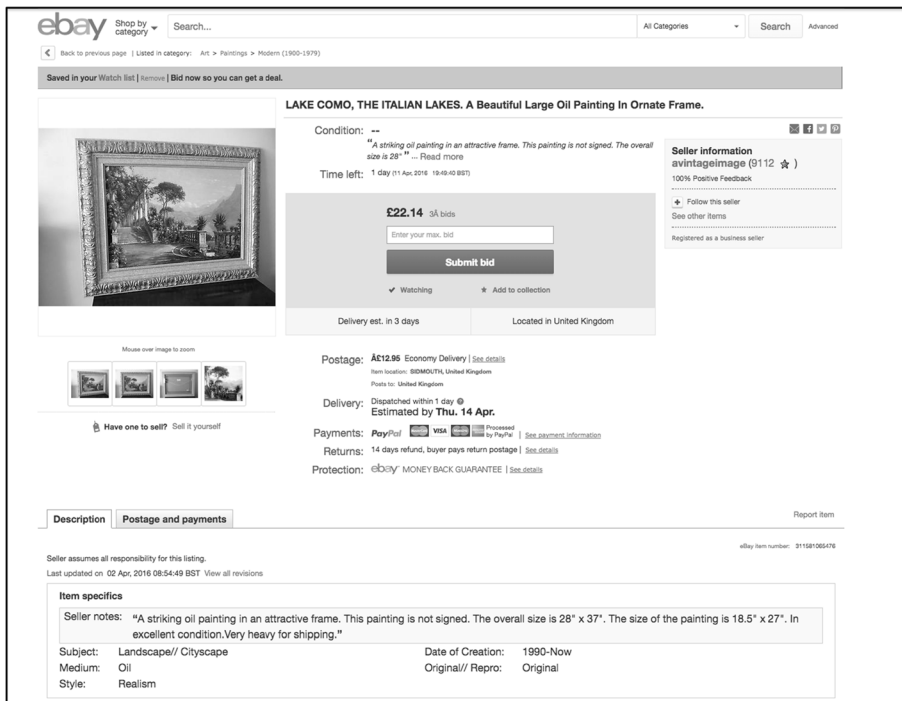 ebay
Shop by category
Search...
All Categories
Search
Advanced
Back to previous page | Listed in category: Art > Paintings > Modern (1900-1979)
Saved in your Watch list | Remove | Bid now so you can get a deal.
LAKE COMO, THE ITALIAN LAKES. A Beautiful Large Oil Painting In Ornate Frame.
Condition: --
"A striking oil painting in an attractive frame. This painting is not signed. The overall
size is 28" " ... Read more
Time left: 1 day (11 Apr, 2016 19:49:40 BST)
£22.14 3Â bids
Enter your max. bid
Submit bid
Watching
Add to collection
Delivery est. in 3 days
Located in United Kingdom
Seller information
avintageimage (9112 )
100% Positive Feedback
Follow this seller
See other items
Registered as a business seller
Mouse over image to zoom
Have one to sell? Sell it yourself
Postage: Â£12.95 Economy Delivery | See details
Item location: SIDMOUTH, United Kingdom
Posts to: United Kingdom
Delivery: Dispatched within 1 day
Estimated by Thu. 14 Apr.
Payments: PayPal VISA Processed by PayPal | See payment information
Returns: 14 days refund, buyer pays return postage | See details
Protection: ebay MONEY BACK GUARANTEE | See details
Description
Postage and payments
Report item
eBay item number: 311581065476
Seller assumes all responsibility for this listing.
Last updated on 02 Apr, 2016 08:54:49 BST View all revisions
Item specifics
Seller notes: "A striking oil painting in an attractive frame. This painting is not signed. The overall size is 28" x 37". The size of the painting is 18.5" x 27". In
excellent condition.Very heavy for shipping."
Subject: Landscape// Cityscape
Date of Creation: 1990-Now
Medium: Oil
Original// Repro: Original
Style: Realism